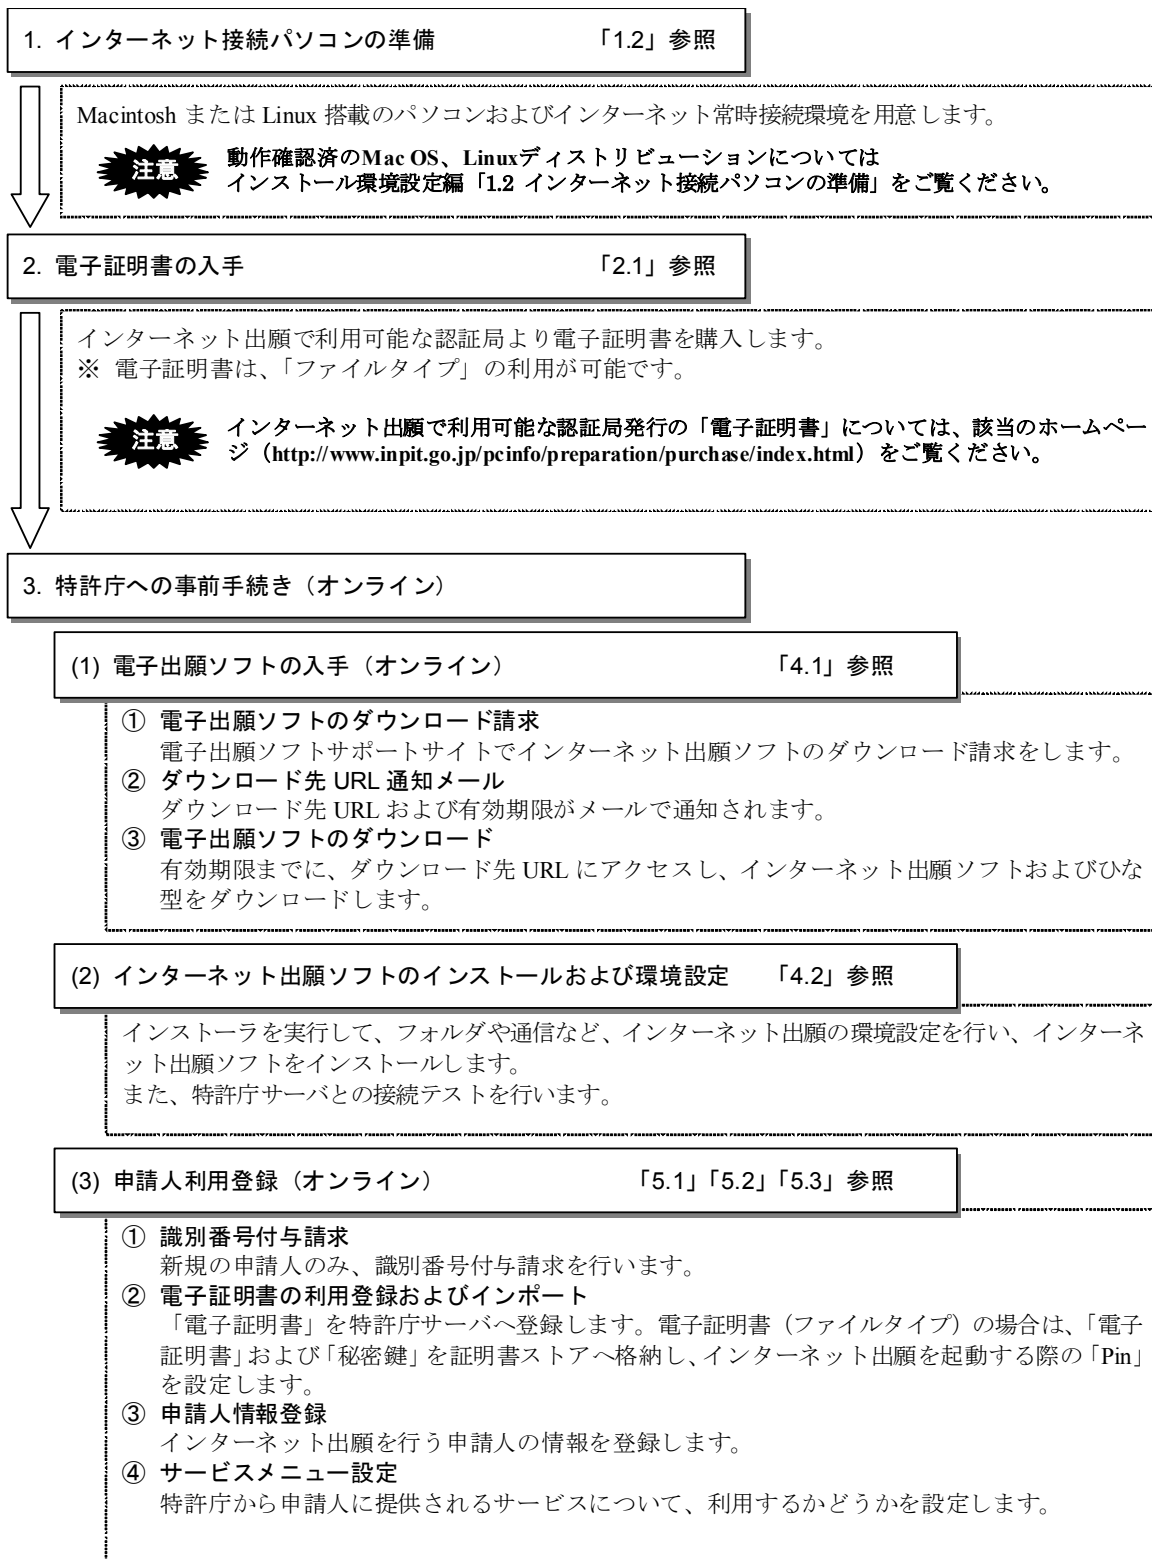 1. インターネット接続パソコンの準備 「1.2」参照
Macintosh または Linux 搭載のパソコンおよびインターネット常時接続環境を用意します。
注意
動作確認済のMac OS、Linuxディストリビューションについては
インストール環境設定編「1.2 インターネット接続パソコンの準備」をご覧ください。
2. 電子証明書の入手 「2.1」参照
インターネット出願で利用可能な認証局より電子証明書を購入します。
※ 電子証明書は、「ファイルタイプ」の利用が可能です。
注意
インターネット出願で利用可能な認証局発行の「電子証明書」については、該当のホームペー
ジ（http://www.inpit.go.jp/pcinfo/preparation/purchase/index.html）をご覧ください。
3. 特許庁への事前手続き（オンライン）
(1) 電子出願ソフトの入手（オンライン） 「4.1」参照
① 電子出願ソフトのダウンロード請求
電子出願ソフトサポートサイトでインターネット出願ソフトのダウンロード請求をします。
② ダウンロード先 URL 通知メール
ダウンロード先 URL および有効期限がメールで通知されます。
③ 電子出願ソフトのダウンロード
有効期限までに、ダウンロード先 URL にアクセスし、インターネット出願ソフトおよびひな
型をダウンロードします。
(2) インターネット出願ソフトのインストールおよび環境設定 「4.2」参照
インストーラを実行して、フォルダや通信など、インターネット出願の環境設定を行い、インターネ
ット出願ソフトをインストールします。
また、特許庁サーバとの接続テストを行います。
(3) 申請人利用登録（オンライン） 「5.1」「5.2」「5.3」参照
① 識別番号付与請求
新規の申請人のみ、識別番号付与請求を行います。
② 電子証明書の利用登録およびインポート
「電子証明書」を特許庁サーバへ登録します。電子証明書（ファイルタイプ）の場合は、「電子
証明書」および「秘密鍵」を証明書ストアへ格納し、インターネット出願を起動する際の「Pin」
を設定します。
③ 申請人情報登録
インターネット出願を行う申請人の情報を登録します。
④ サービスメニュー設定
特許庁から申請人に提供されるサービスについて、利用するかどうかを設定します。